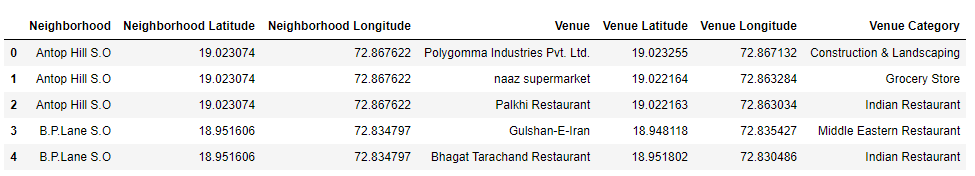 Neighborhood Neighborhood Latitude Neighborhood Longitude Venue Venue Latitude Venue Longitude Venue Category
0 Antop Hill S.O 19.023074 72.867622 Polygomma Industries Pvt. Ltd. 19.023255 72.867132 Construction & Landscaping
1 Antop Hill S.O 19.023074 72.867622 naaz supermarket 19.022164 72.863284 Grocery Store
2 Antop Hill S.O 19.023074 72.867622 Palkhi Restaurant 19.022163 72.863034 Indian Restaurant
3 B.P.Lane S.O 18.951606 72.834797 Gulshan-E-Iran 18.948118 72.835427 Middle Eastern Restaurant
4 B.P.Lane S.O 18.951606 72.834797 Bhagat Tarachand Restaurant 18.951802 72.830486 Indian Restaurant